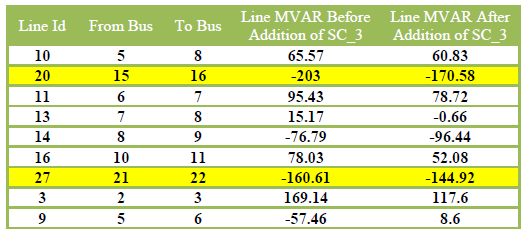 Line Id From Bus To Bus Line MVAR Before Addition of SC_3 Line MVAR After Addition of SC_3
10 5 8 65.57 60.83
20 15 16 -203 -170.58
11 6 7 95.43 78.72
13 7 8 15.17 -0.66
14 8 9 -76.79 -96.44
16 10 11 78.03 52.08
27 21 22 -160.61 -144.92
3 2 3 169.14 117.6
9 5 6 -57.46 8.6